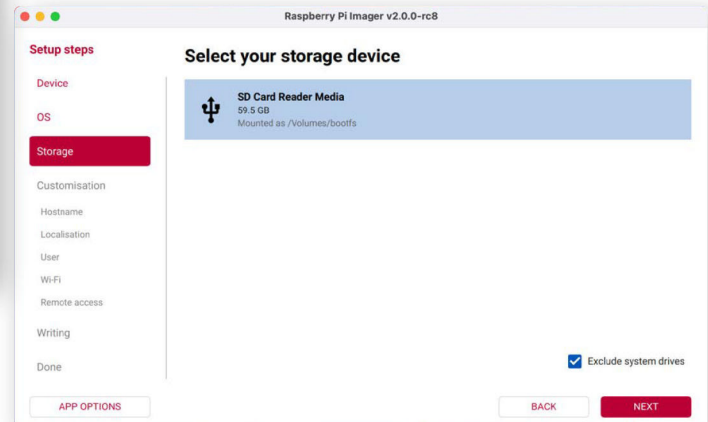 Raspberry Pi Imager v2.0.0-rc8
Setup steps
Device
OS
Storage
Customisation
Hostname
Localisation
User
Wi-Fi
Remote access
Writing
Done
APP OPTIONS
Select your storage device
SD Card Reader Media
59.5 GB
Mounted as /Volumes/bootfs
Exclude system drives
BACK
NEXT